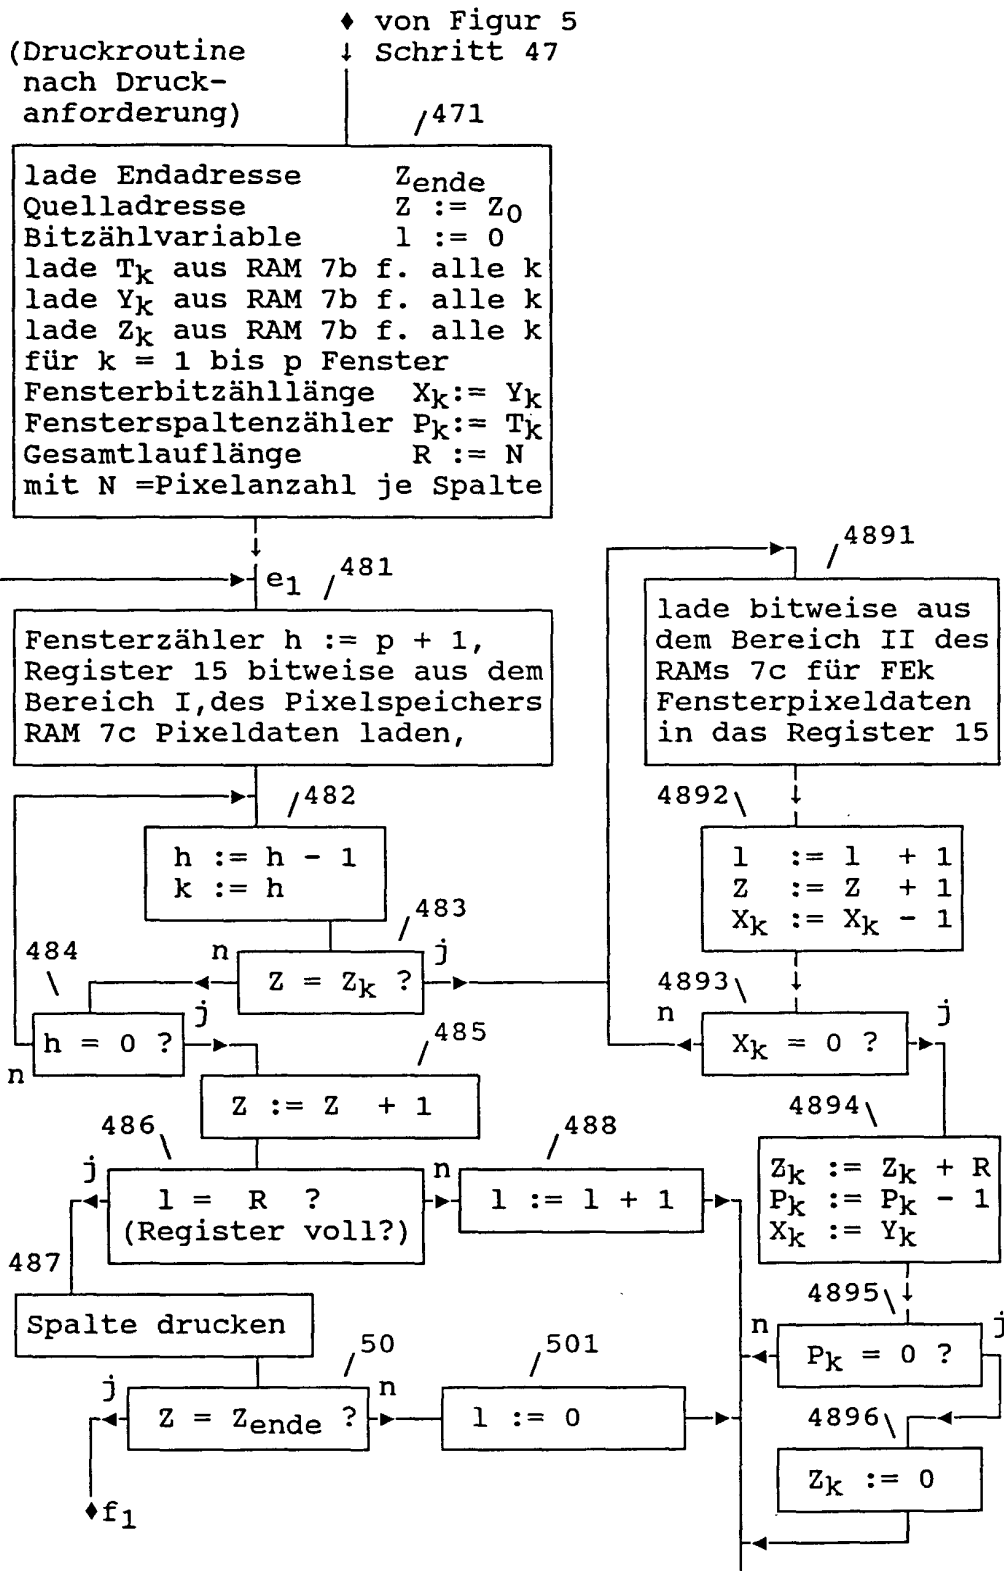 ♦ von Figur 5
(Druckroutine ↓ Schritt 47
nach Druck-
anforderung)
/471
lade Endadresse Zende
Quelladresse Z := Z0
Bitzählvariable l := 0
lade Tk aus RAM 7b f. alle k
lade Yk aus RAM 7b f. alle k
lade Zk aus RAM 7b f. alle k
für k = 1 bis p Fenster
Fensterbitzähllänge Xk:= Yk
Fensterspaltenzähler Pk:= Tk
Gesamtlauflänge R := N
mit N =Pixelanzahl je Spalte
e1
/481
Fensterzähler h := p + 1,
Register 15 bitweise aus dem
Bereich I,des Pixelspeichers
RAM 7c Pixeldaten laden,
/482
h := h - 1
k := h
/483
n
j
Z = Zk ?
484 \
h = 0 ?
j
n
/485
Z := Z + 1
486 \
j
n
l = R ?
(Register voll?)
/488
l := l + 1
487
Spalte drucken
/50
j
n
Z = Zende ?
/501
l := 0
♦f1
/4891
lade bitweise aus
dem Bereich II des
RAMs 7c für FEk
Fensterpixeldaten
in das Register 15
4892\
l := l + 1
Z := Z + 1
Xk := Xk - 1
4893\
n
j
Xk = 0 ?
4894\
Zk := Zk + R
Pk := Pk - 1
Xk := Yk
4895\
n
j
Pk = 0 ?
4896\
Zk := 0